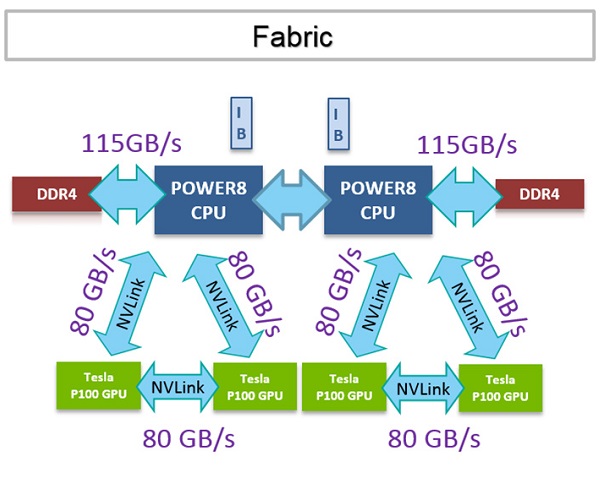 Fabric
I
B
I
B
115GB/s
115GB/s
DDR4
POWER8
CPU
POWER8
CPU
DDR4
80 GB/s
NVLink
NVLink
80 GB/s
80 GB/s
NVLink
NVLink
80 GB/s
Tesla
P100 GPU
NVLink
Tesla
P100 GPU
Tesla
P100 GPU
NVLink
Tesla
P100 GPU
80 GB/s
80 GB/s